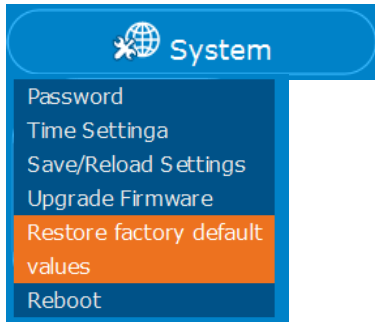 System
Password
Time Settinga
Save/Reload Settings
Upgrade Firmware
Restore factory default
values
Reboot